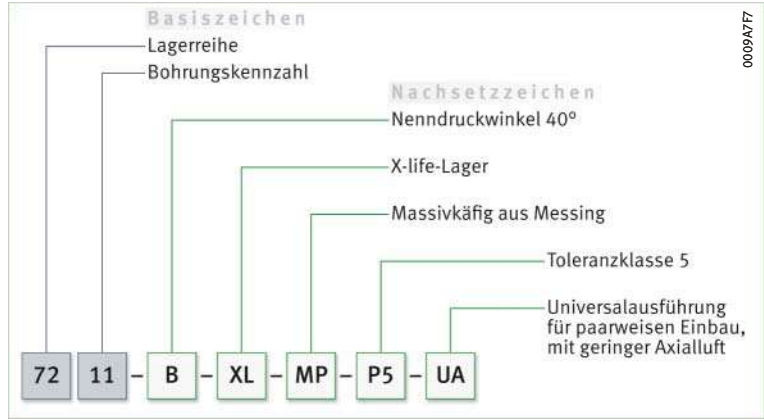 Basiszeichen
Lagerreihe
Bohrungskennzahl
Nachsetzzeichen
Nenndruckwinkel 40°
X-life-Lager
Massivkäfig aus Messing
Toleranzklasse 5
Universalausführung
für paarweisen Einbau,
mit geringer Axialluft
72 11 – B – XL – MP – P5 – UA
0009A7F7